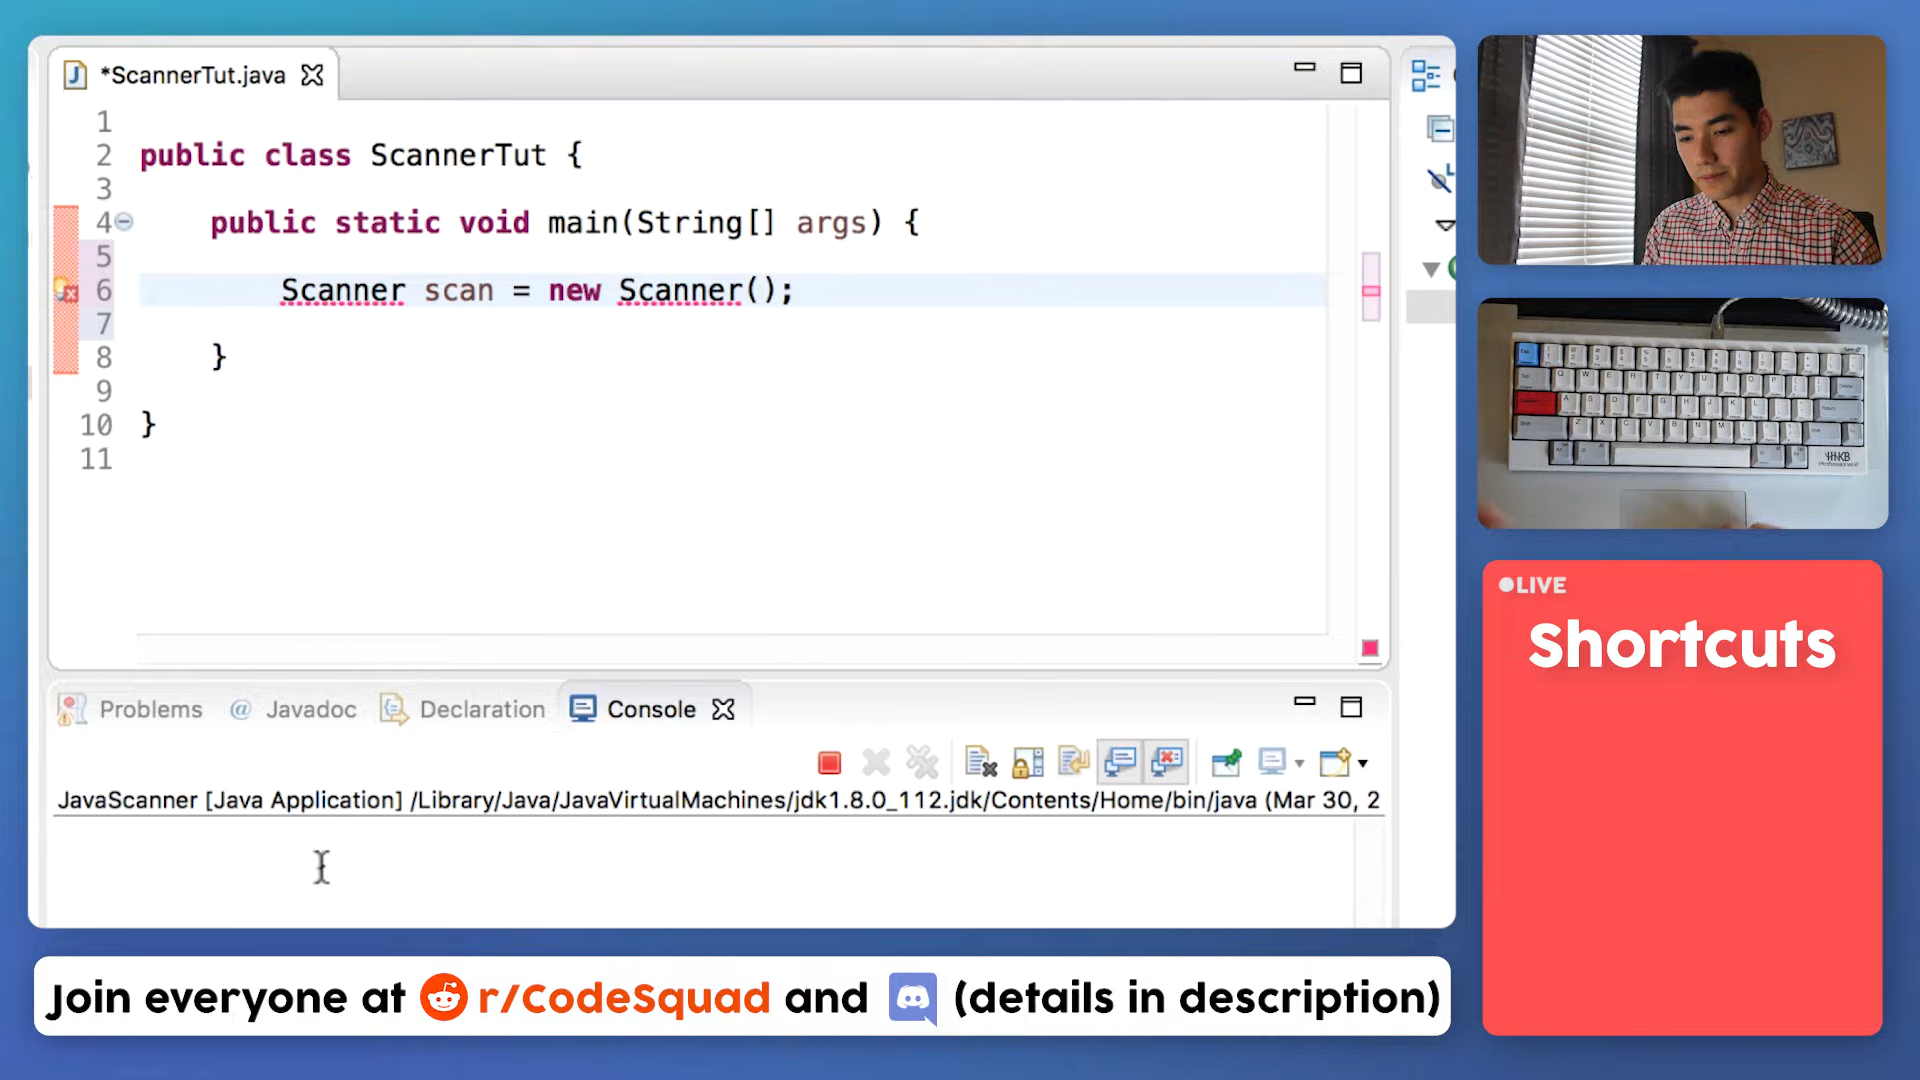 *ScannerTut.java
1
2 public class ScannerTut {
3
4 public static void main(String[] args) {
5
6 Scanner scan = new Scanner();
7
8 }
9
10 }
11
Problems @ Javadoc Declaration Console
JavaScanner [Java Application] /Library/Java/JavaVirtualMachines/jdk1.8.0_112.jdk/Contents/Home/bin/java (Mar 30, 2
LIVE
Shortcuts
Join everyone at r/CodeSquad and (details in description)